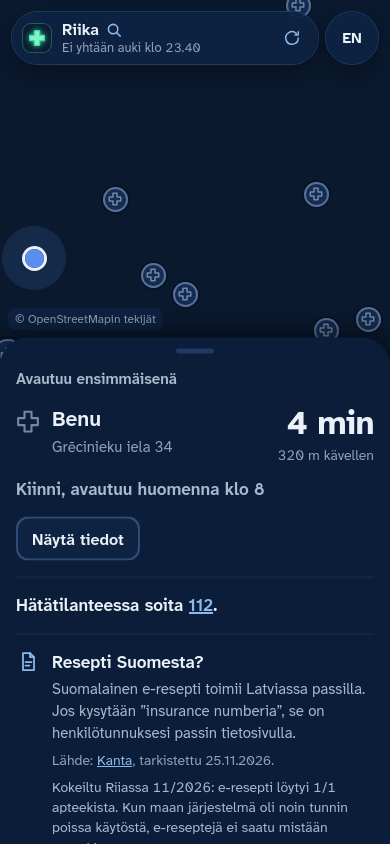 Riika
Ei yhtään auki klo 23.40
EN
© OpenStreetMapin tekijät
Avautuu ensimmäisenä
Benu
4 min
Grēcinieku iela 34
320 m kävellen
Kiinni, avautuu huomenna klo 8
Näytä tiedot
Hätätilanteessa soita 112.
Resepti Suomesta?
Suomalainen e-resepti toimii Latviassa passilla.
Jos kysytään ”insurance numberia”, se on
henkilötunnuksesi passin tietosivulla.
Lähde: Kanta, tarkistettu 25.11.2026.
Kokeiltu Riiassa 11/2026: e-resepti löytyi 1/1
apteekista. Kun maan järjestelmä oli noin tunnin
poissa käytöstä, e-reseptejä ei saatu mistään